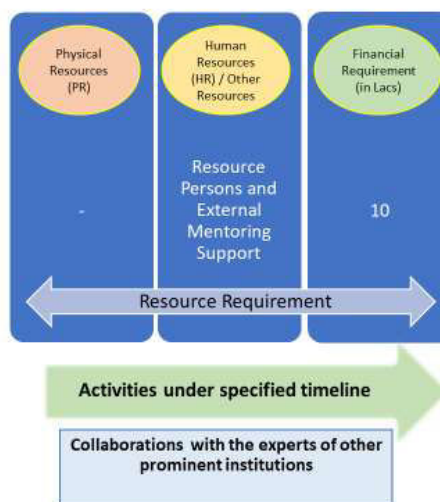 Physical
Resources
(PR)
Human
Resources
(HR) / Other
Resources
Financial
Requirement
(in Lacs)
-
Resource
Persons and
External
Mentoring
Support
10
Resource Requirement
Activities under specified timeline
Collaborations with the experts of other
prominent institutions